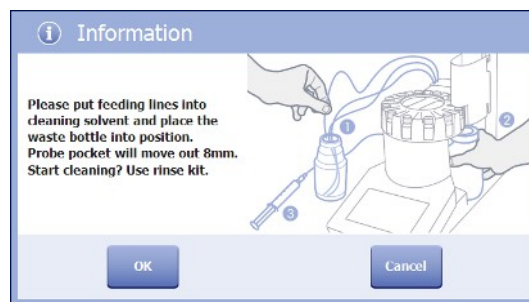 i Information
Please put feeding lines into
cleaning solvent and place the
waste bottle into position.
Probe pocket will move out 8mm.
Start cleaning? Use rinse kit.
1
2
3
OK
Cancel